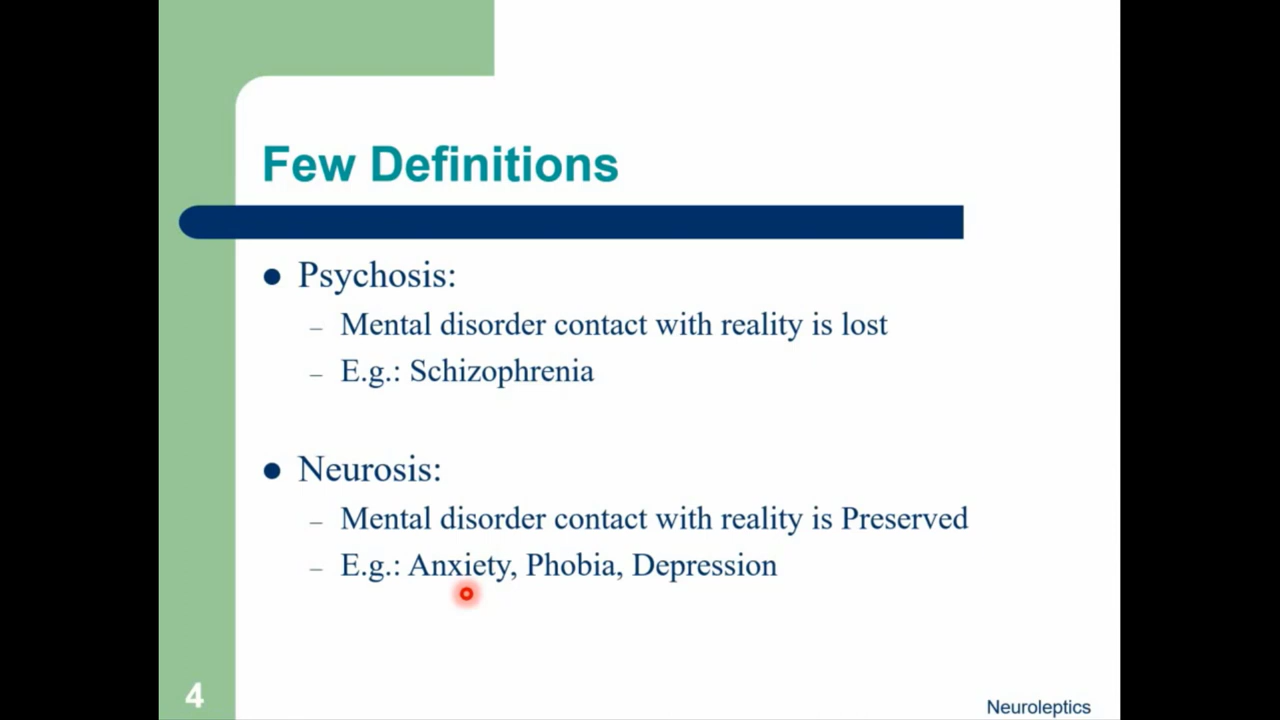 Few Definitions
Psychosis:
– Mental disorder contact with reality is lost
– E.g.: Schizophrenia
Neurosis:
– Mental disorder contact with reality is Preserved
– E.g.: Anxiety, Phobia, Depression
4
Neuroleptics